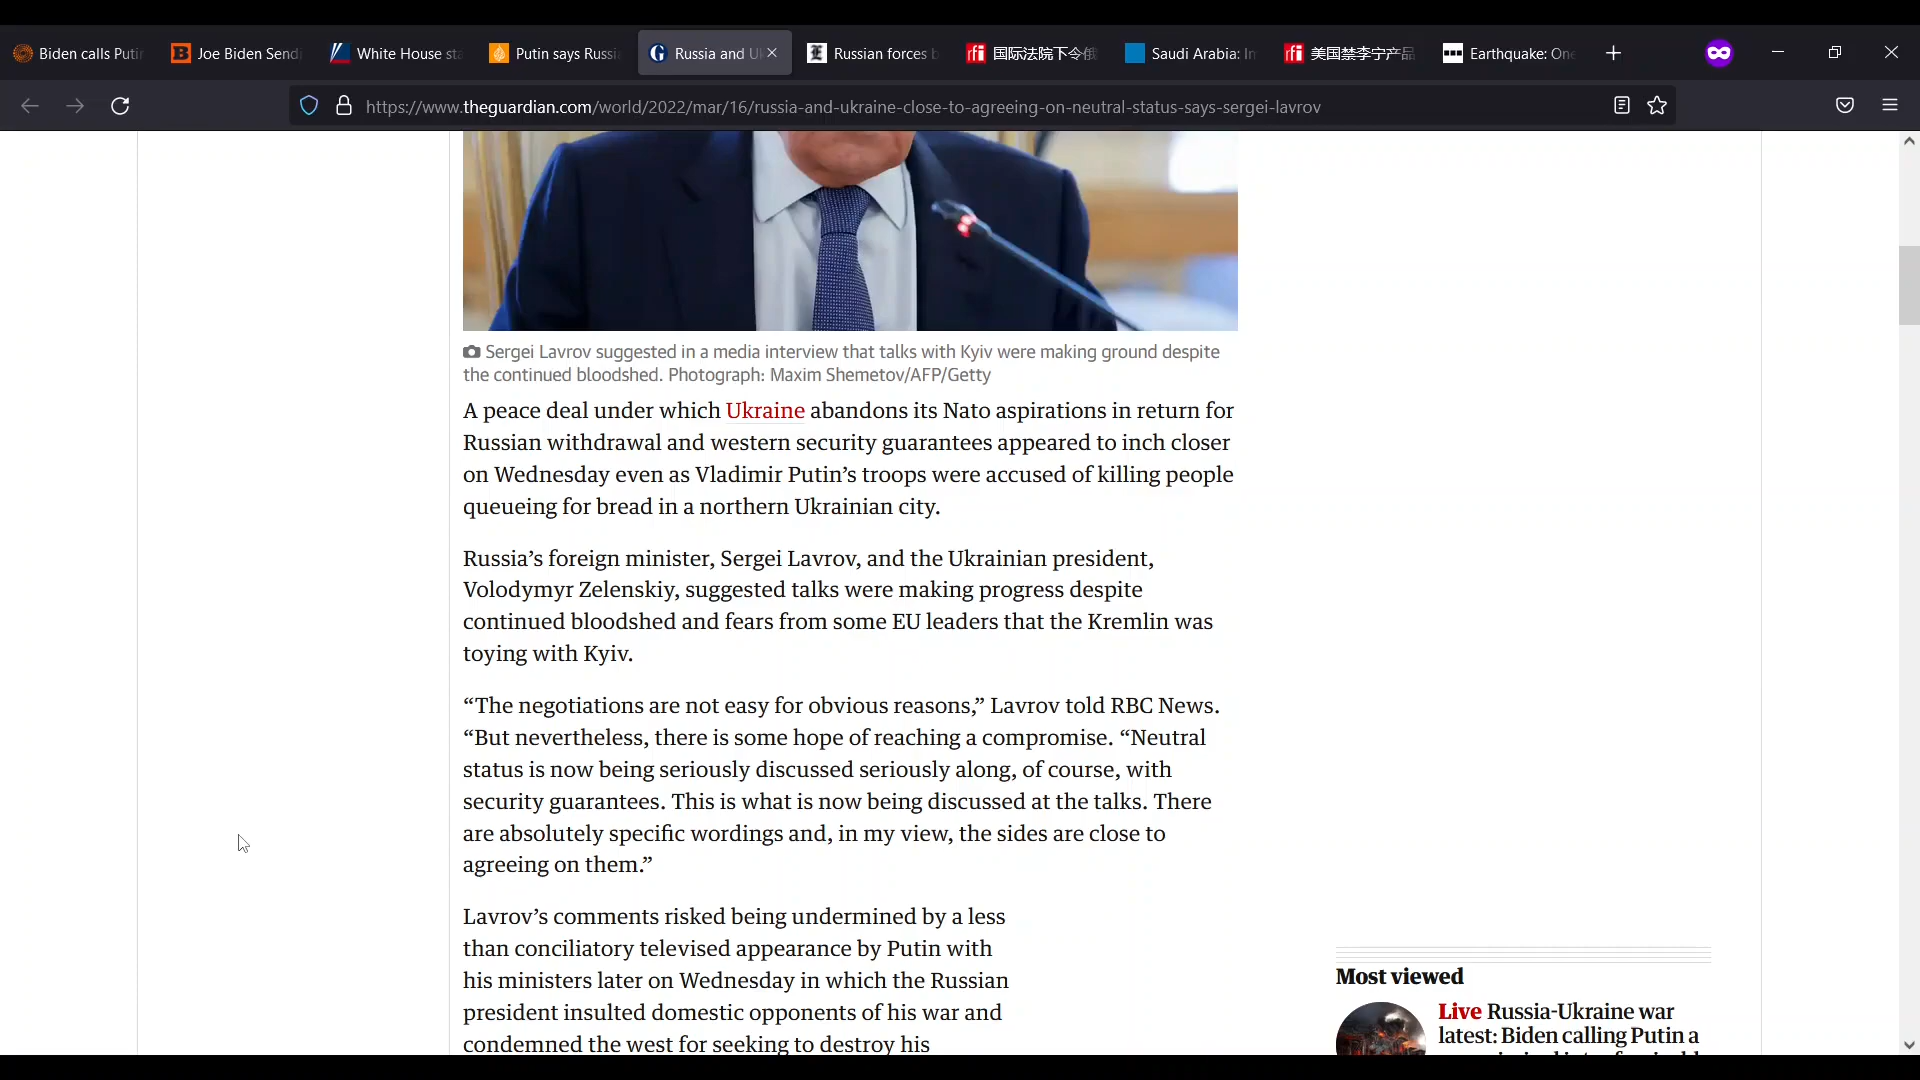 Biden calls Putin
Joe Biden Sendi
White House sta
Putin says Russi
Russia and U
Russian forces b
国际法院下令俄
Saudi Arabia: In
美国禁李宁产品
Earthquake: One
https://www.theguardian.com/world/2022/mar/16/russia-and-ukraine-close-to-agreeing-on-neutral-status-says-sergei-lavrov
Sergei Lavrov suggested in a media interview that talks with Kyiv were making ground despite
the continued bloodshed. Photograph: Maxim Shemetov/AFP/Getty
A peace deal under which Ukraine abandons its Nato aspirations in return for
Russian withdrawal and western security guarantees appeared to inch closer
on Wednesday even as Vladimir Putin’s troops were accused of killing people
queueing for bread in a northern Ukrainian city.
Russia’s foreign minister, Sergei Lavrov, and the Ukrainian president,
Volodymyr Zelenskiy, suggested talks were making progress despite
continued bloodshed and fears from some EU leaders that the Kremlin was
toying with Kyiv.
“The negotiations are not easy for obvious reasons,” Lavrov told RBC News.
“But nevertheless, there is some hope of reaching a compromise. “Neutral
status is now being seriously discussed seriously along, of course, with
security guarantees. This is what is now being discussed at the talks. There
are absolutely specific wordings and, in my view, the sides are close to
agreeing on them.”
Lavrov’s comments risked being undermined by a less
than conciliatory televised appearance by Putin with
his ministers later on Wednesday in which the Russian
president insulted domestic opponents of his war and
condemned the west for seeking to destroy his
Most viewed
Live Russia-Ukraine war
latest: Biden calling Putin a